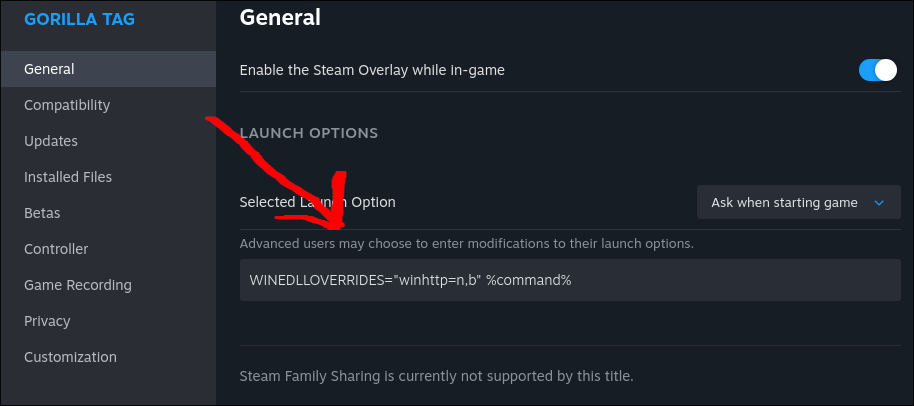 GORILLA TAG
General
Compatibility
Updates
Installed Files
Betas
Controller
Game Recording
Privacy
Customization
General
Enable the Steam Overlay while in-game
LAUNCH OPTIONS
Selected Launch Option
Ask when starting game
Advanced users may choose to enter modifications to their launch options.
WINEDLLOVERRIDES="winhttp=n,b" %command%
Steam Family Sharing is currently not supported by this title.